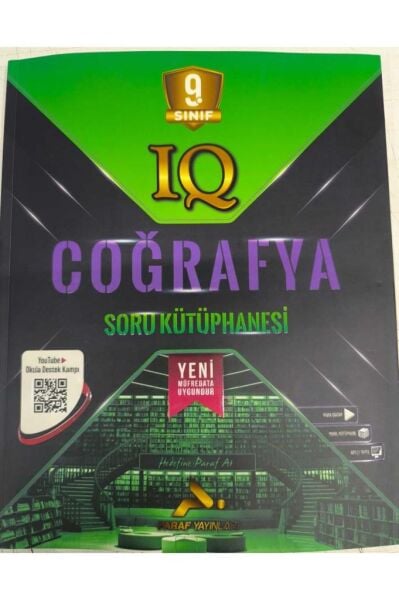 9.
SINIF
IQ
COĞRAFYA
SORU KÜTÜPHANESİ
YouTube
Okula Destek Kampı
YENİ
MÜFREDATA
UYGUNDUR
Hedefine Paraf At
PARAF YAYINLARI